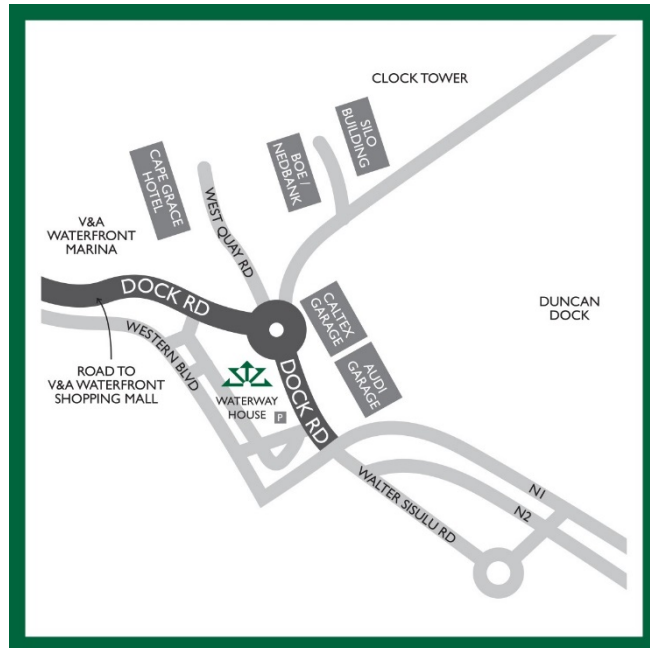 CLOCK TOWER
SILO
BUILDING
BOE /
NEDBANK
CAPE GRACE
HOTEL
WEST QUAY RD
V&A
WATERFRONT
MARINA
DOCK RD
DUNCAN
DOCK
CALTEX
GARAGE
AUDI
GARAGE
WESTERN BLVD
ROAD TO
V&A WATERFRONT
SHOPPING MALL
WATERWAY
HOUSE
P
DOCK RD
WALTER SISULU RD
N1
N2